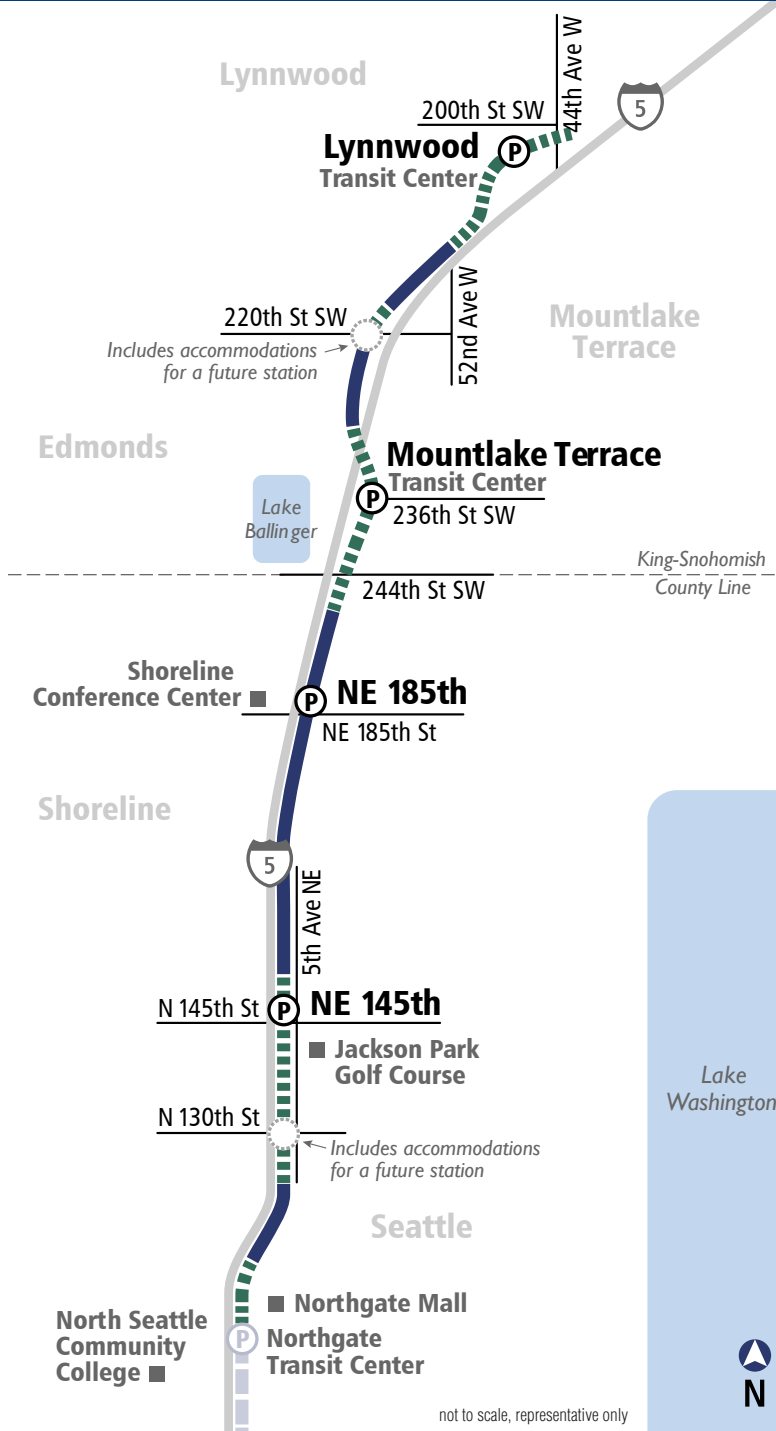 Lynnwood
44th Ave W
5
200th St SW
Lynnwood
P
Transit Center
220th St SW
52nd Ave W
Mountlake
Terrace
Includes accommodations
for a future station
Edmonds
Mountlake Terrace
Transit Center
P
236th St SW
Lake
Ballinger
King-Snohomish
County Line
244th St SW
Shoreline
Conference Center
P
NE 185th
NE 185th St
Shoreline
5
5th Ave NE
N 145th St
P
NE 145th
Jackson Park
Golf Course
Lake
Washington
N 130th St
Includes accommodations
for a future station
Seattle
Northgate Mall
North Seattle
Community
College
P
Northgate
Transit Center
N
not to scale, representative only